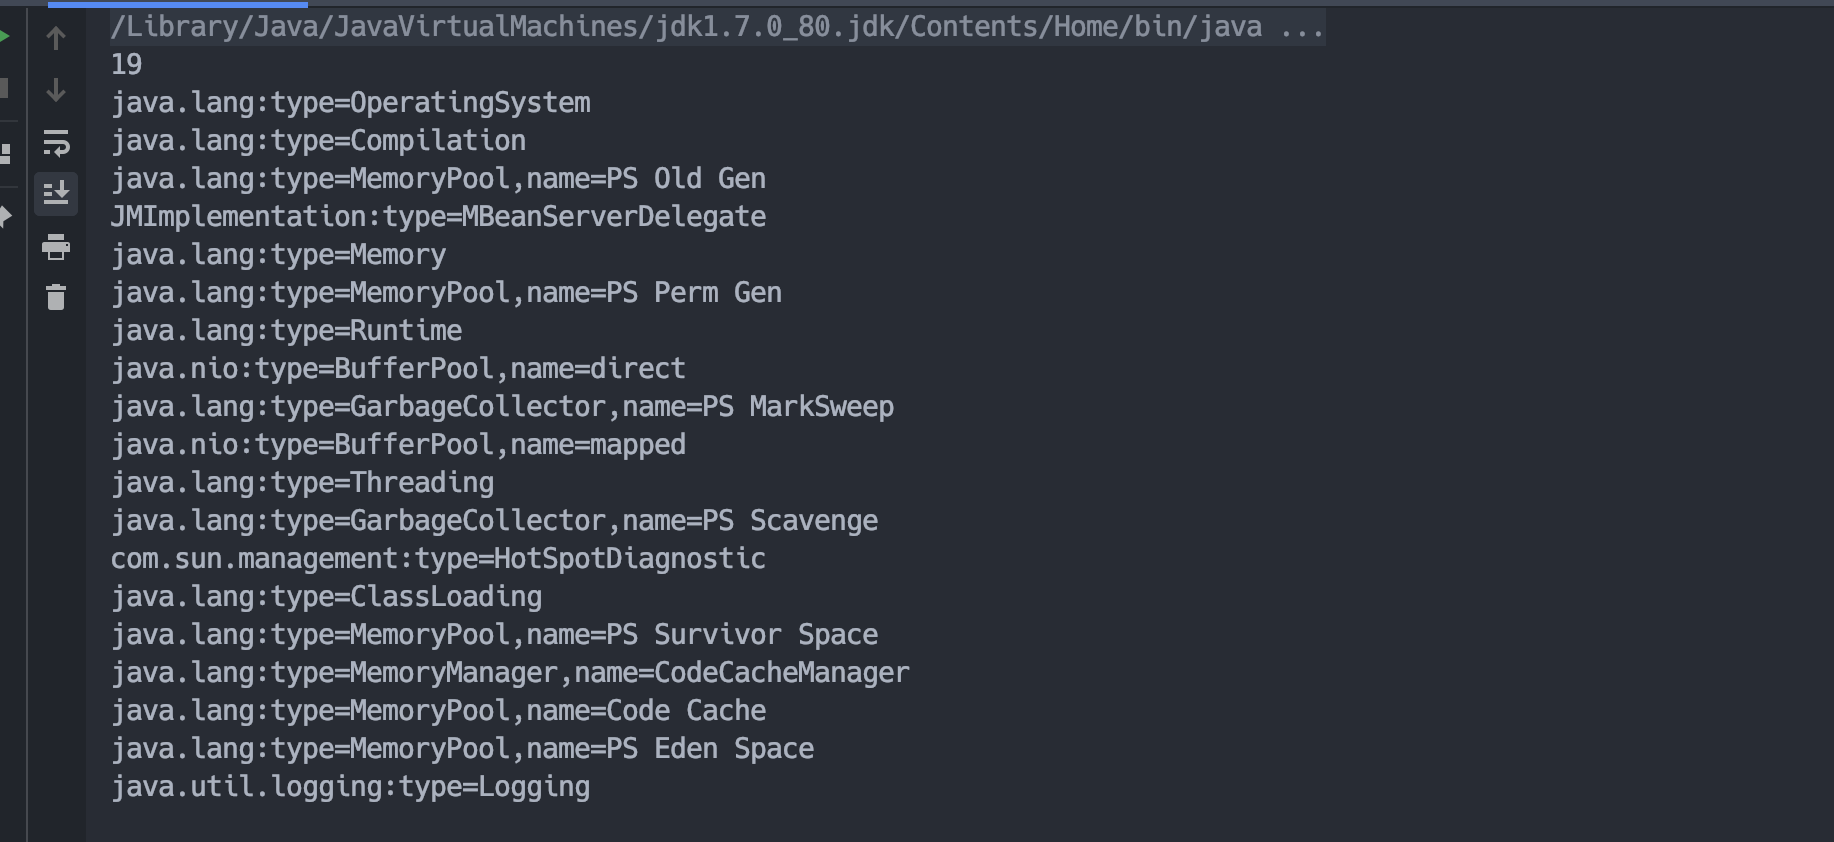 /Library/Java/JavaVirtualMachines/jdk1.7.0_80.jdk/Contents/Home/bin/java ...
19
java.lang:type=OperatingSystem
java.lang:type=Compilation
java.lang:type=MemoryPool,name=PS Old Gen
JMImplementation:type=MBeanServerDelegate
java.lang:type=Memory
java.lang:type=MemoryPool,name=PS Perm Gen
java.lang:type=Runtime
java.nio:type=BufferPool,name=direct
java.lang:type=GarbageCollector,name=PS MarkSweep
java.nio:type=BufferPool,name=mapped
java.lang:type=Threading
java.lang:type=GarbageCollector,name=PS Scavenge
com.sun.management:type=HotSpotDiagnostic
java.lang:type=ClassLoading
java.lang:type=MemoryPool,name=PS Survivor Space
java.lang:type=MemoryManager,name=CodeCacheManager
java.lang:type=MemoryPool,name=Code Cache
java.lang:type=MemoryPool,name=PS Eden Space
java.util.logging:type=Logging